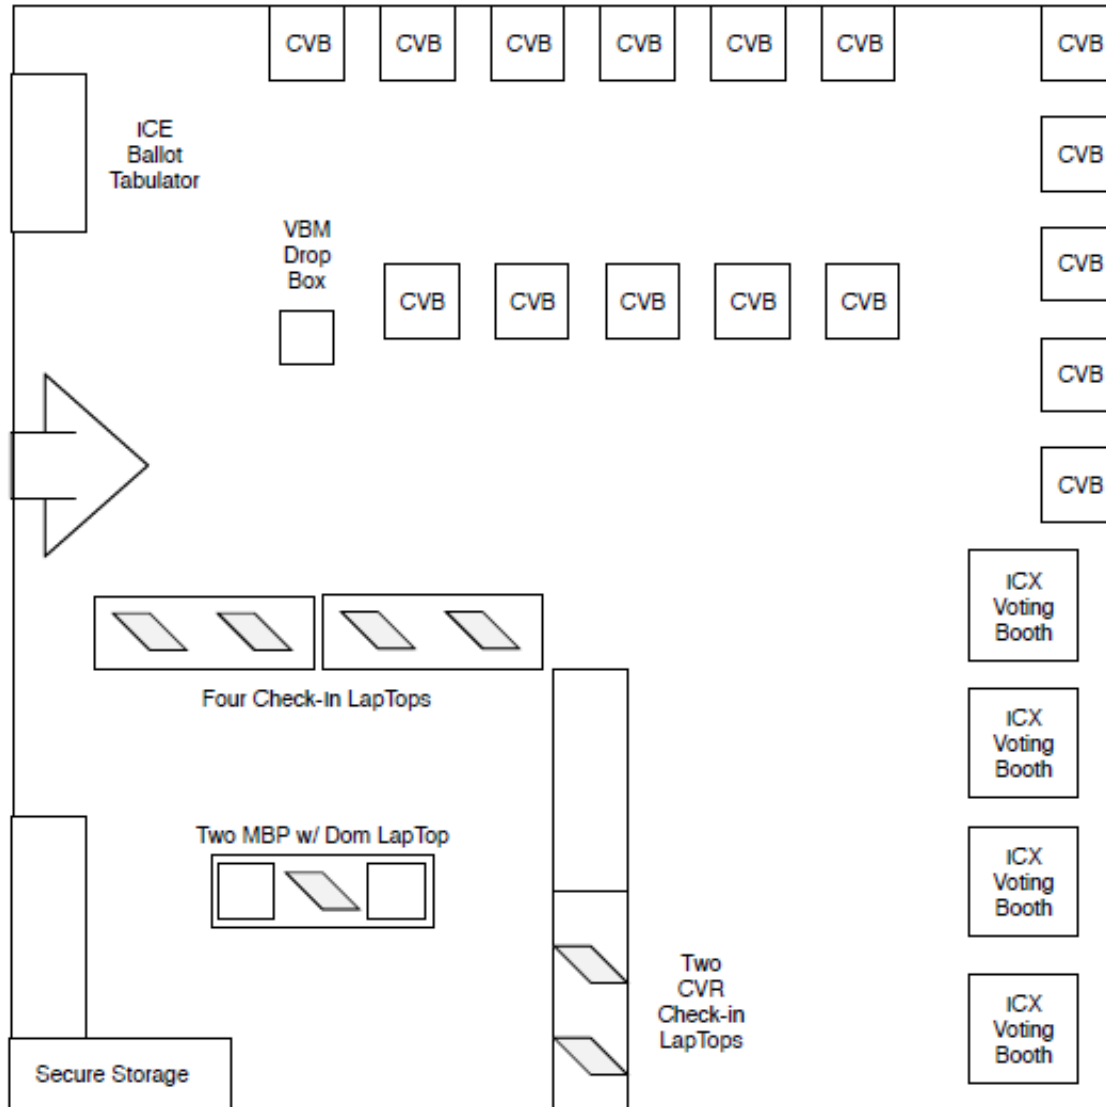 CVB CVB CVB CVB CVB CVB CVB
ICE
Ballot
Tabulator
CVB
VBM
Drop
Box
CVB
CVB CVB CVB CVB CVB
CVB
CVB
ICX
Voting
Booth
Four Check-In LapTops
ICX
Voting
Booth
Two MBP w/ Dom LapTop
ICX
Voting
Booth
Two
CVR
Check-in
LapTops
ICX
Voting
Booth
Secure Storage